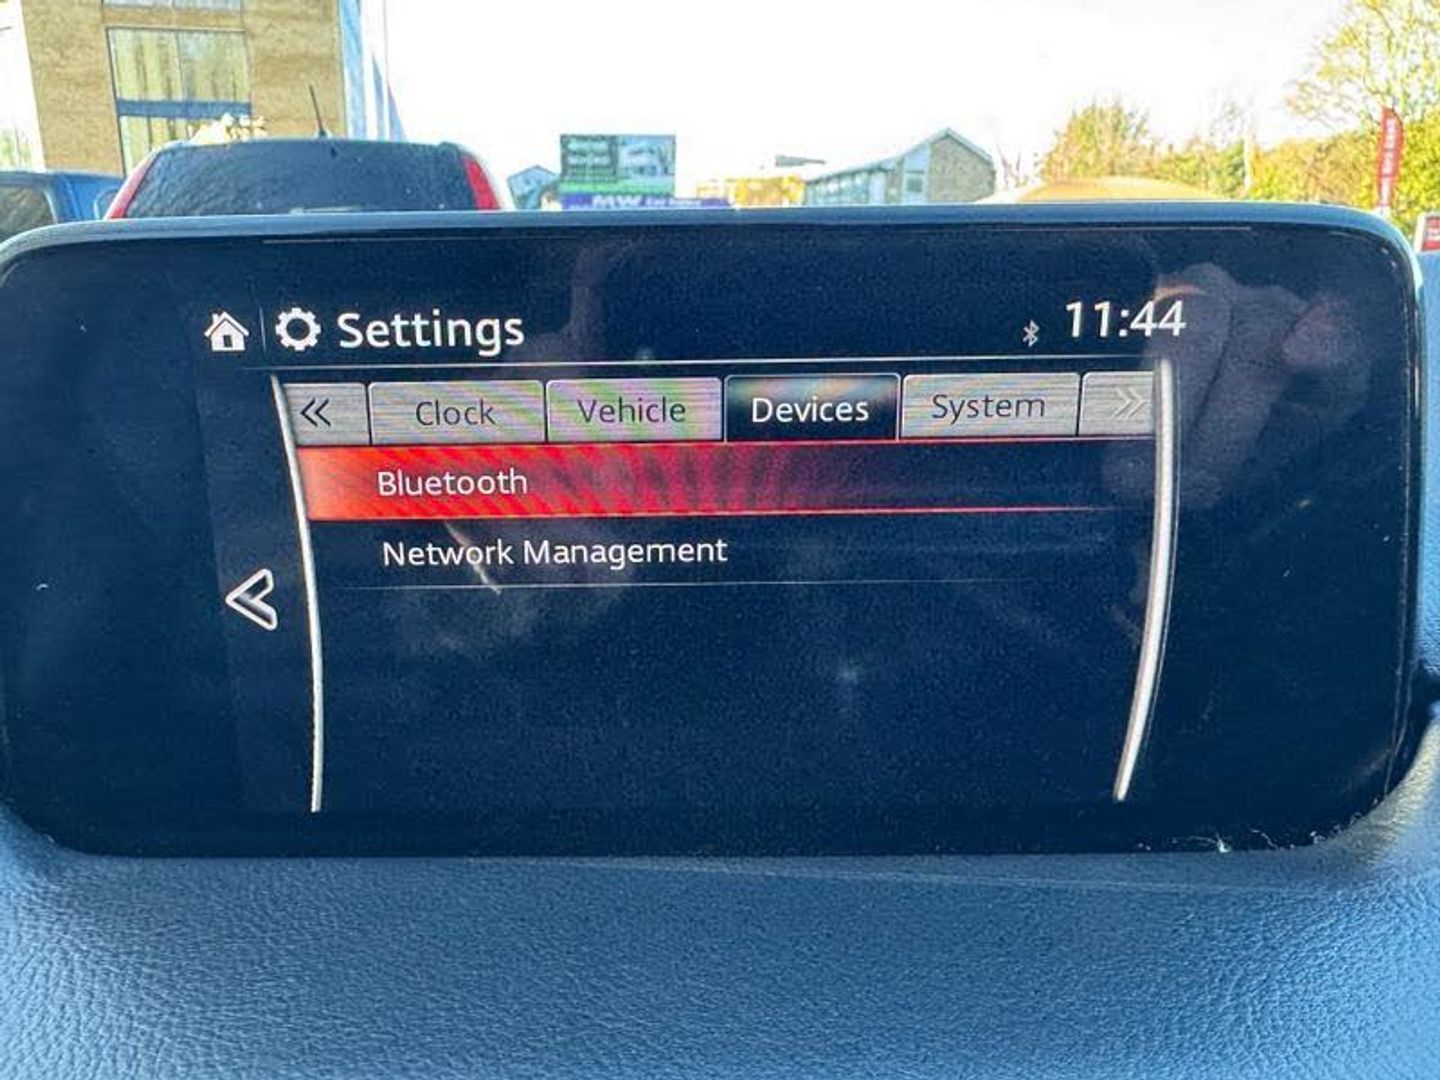 Settings
11:44
«
Clock
Vehicle
Devices
System
»
Bluetooth
Network Management